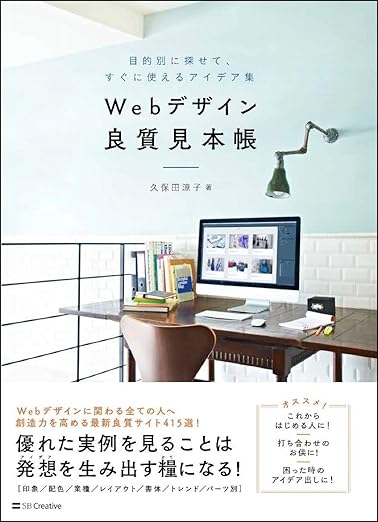 目的別に探せて、
すぐに使えるアイデア集
Webデザイン
良質見本帳
久保田涼子 著
Webデザインに関わる全ての人へ
創造力を高める最新良質サイト415選!
優れた実例を見ることは
発想を生み出す糧になる!
アイデア
かて
[印象/配色/業種/レイアウト/書体/トレンド/パーツ別]
SB Creative
オススメ!
これから
はじめる人に!
打ち合わせの
お供に!
困った時の
アイデア出しに!